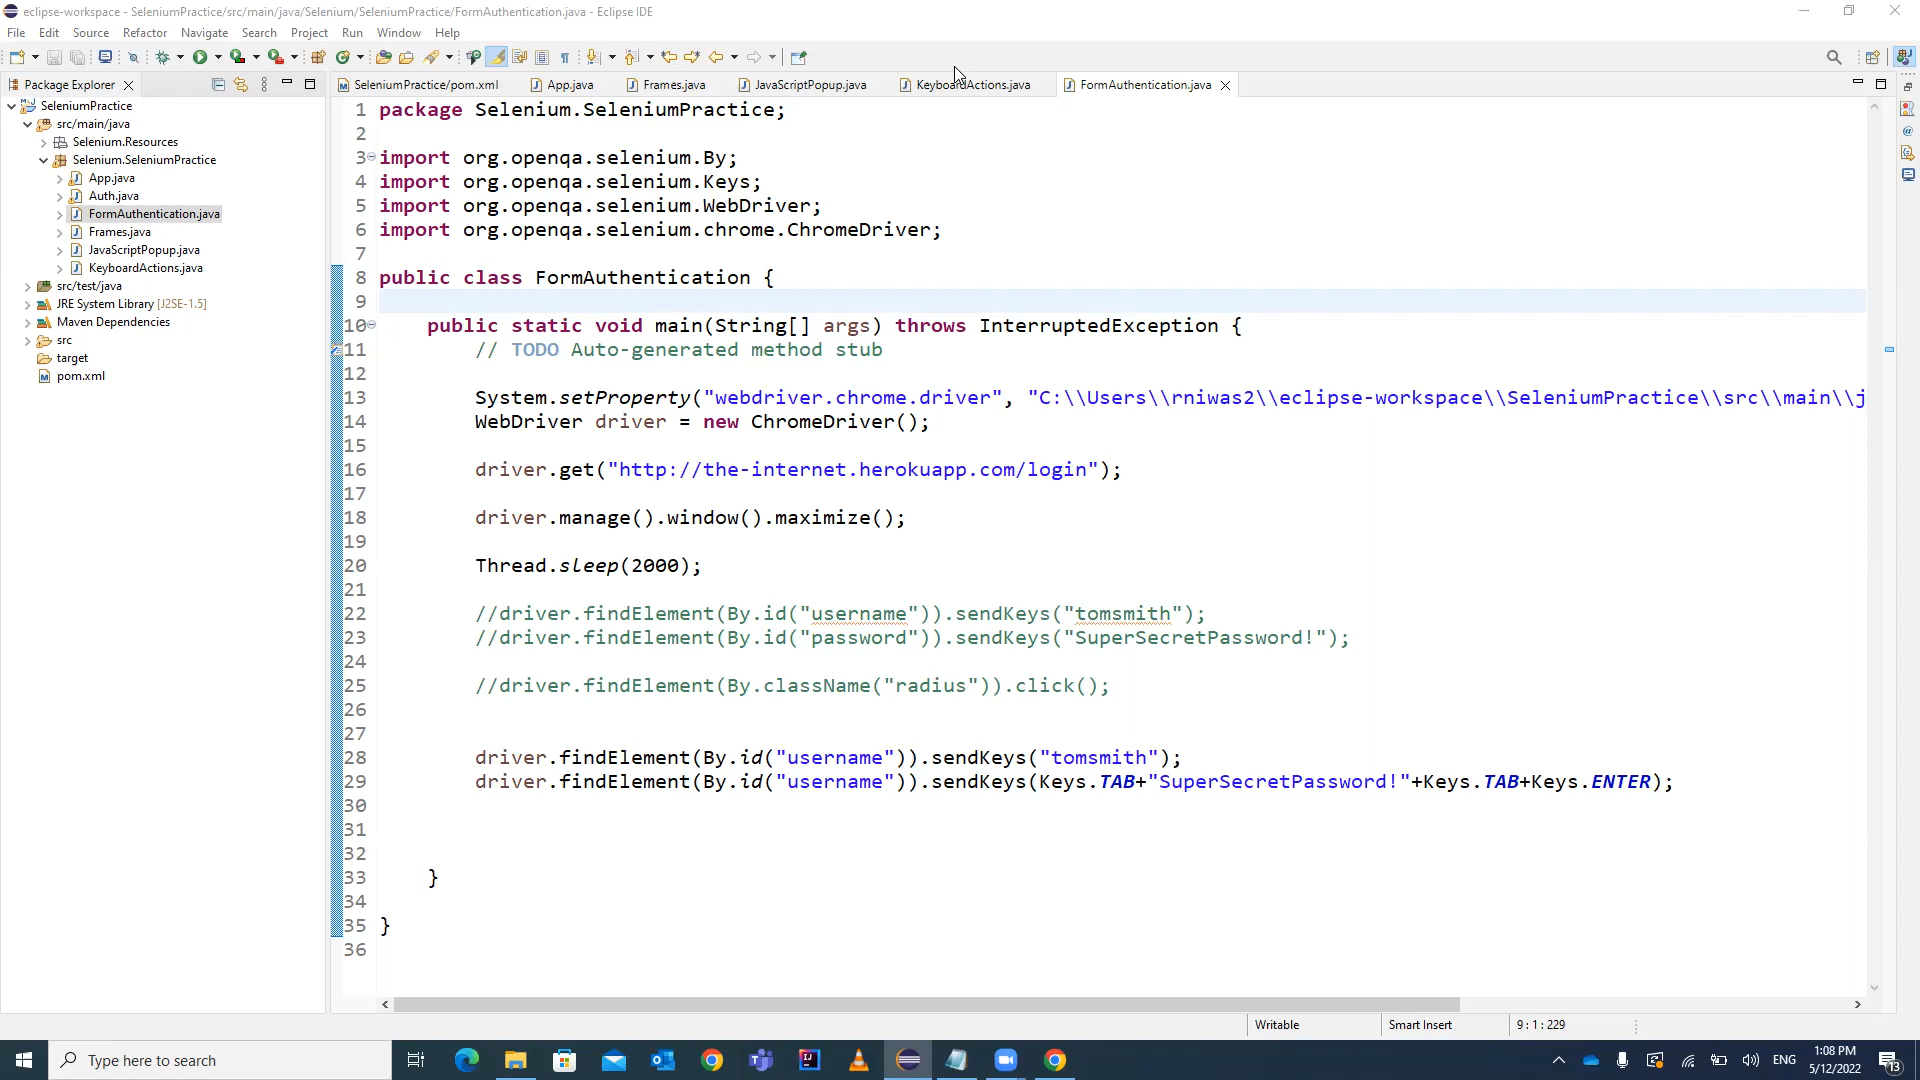 eclipse-workspace - SeleniumPractice/src/main/java/Selenium/SeleniumPractice/FormAuthentication.java - Eclipse IDE
File Edit Source Refactor Navigate Search Project Run Window Help
Package Explorer
SeleniumPractice/pom.xml App.java Frames.java JavaScriptPopup.java KeyboardActions.java FormAuthentication.java
SeleniumPractice
src/main/java
Selenium.Resources
Selenium.SeleniumPractice
App.java
Auth.java
FormAuthentication.java
Frames.java
JavaScriptPopup.java
KeyboardActions.java
src/test/java
JRE System Library [J2SE-1.5]
Maven Dependencies
src
target
pom.xml
1 package Selenium.SeleniumPractice;
2
3 import org.openqa.selenium.By;
4 import org.openqa.selenium.Keys;
5 import org.openqa.selenium.WebDriver;
6 import org.openqa.selenium.chrome.ChromeDriver;
7
8 public class FormAuthentication {
9
10 public static void main(String[] args) throws InterruptedException {
11 // TODO Auto-generated method stub
12
13 System.setProperty("webdriver.chrome.driver", "C:\\Users\\rniwas2\\eclipse-workspace\\SeleniumPractice\\src\\main\\j
14 WebDriver driver = new ChromeDriver();
15
16 driver.get("http://the-internet.herokuapp.com/login");
17
18 driver.manage().window().maximize();
19
20 Thread.sleep(2000);
21
22 //driver.findElement(By.id("username")).sendKeys("tomsmith");
23 //driver.findElement(By.id("password")).sendKeys("SuperSecretPassword!");
24
25 //driver.findElement(By.className("radius")).click();
26
27
28 driver.findElement(By.id("username")).sendKeys("tomsmith");
29 driver.findElement(By.id("username")).sendKeys(Keys.TAB+"SuperSecretPassword!"+Keys.TAB+Keys.ENTER);
30
31
32
33 }
34
35 }
36
Writable Smart Insert 9 : 1 : 229
Type here to search
ENG
1:08 PM
5/12/2022
13